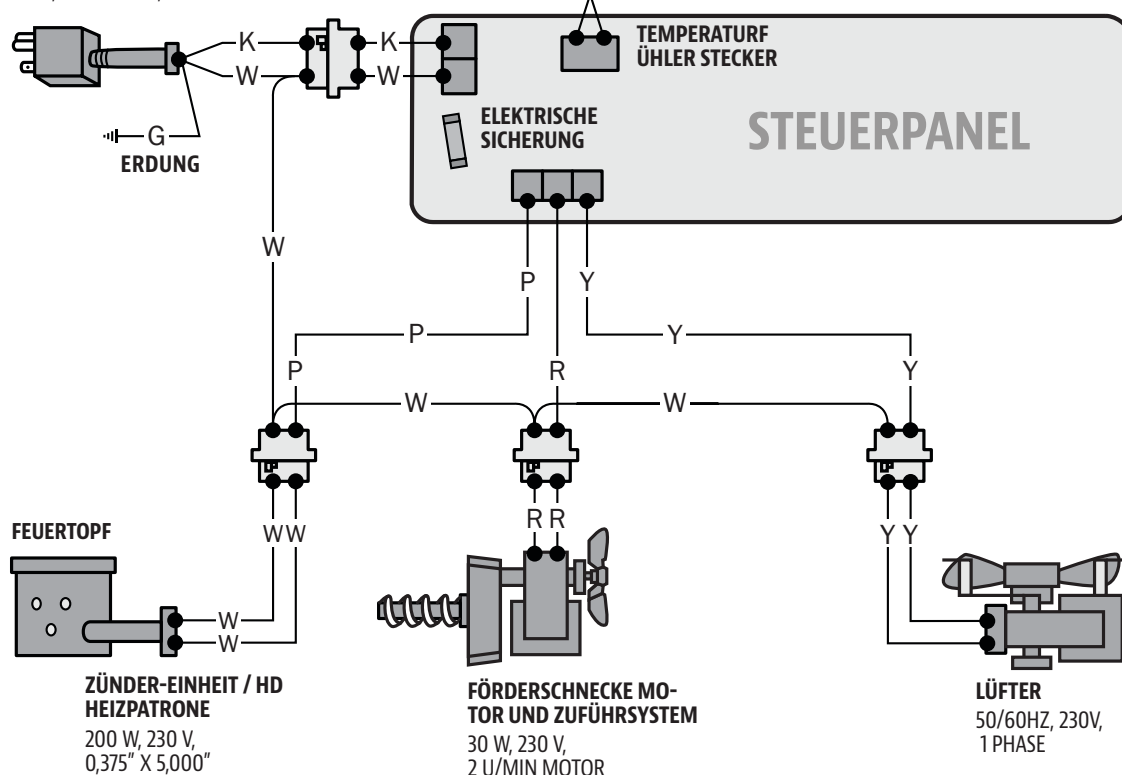 TEMPERATURF
ÜHLER STECKER
K
K
W
W
ELEKTRISCHE
SICHERUNG
STEUERPANEL
G
ERDUNG
W
P
Y
P
Y
P
R
Y
W
W
FEUERTOPF
W W
R R
Y Y
W
W
ZÜNDER-EINHEIT / HD
HEIZPATRONE
200 W, 230 V,
0,375" X 5,000"
FÖRDERSCHNECKE MO-
TOR UND ZUFÜHRSYSTEM
30 W, 230 V,
2 U/MIN MOTOR
LÜFTER
50/60HZ, 230V,
1 PHASE